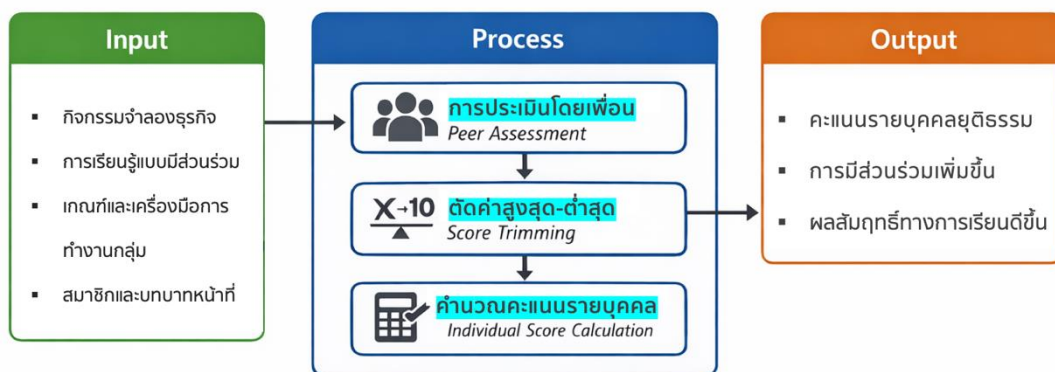 Input
▪ กิจกรรมจำลองธุรกิจ
▪ การเรียนรู้แบบมีส่วนร่วม
▪ เกณฑ์และเครื่องมือการ
ทำงานกลุ่ม
▪ สมาชิกและบทบาทหน้าที่
Process
การประเมินโดยเพื่อน
Peer Assessment
X→10
ตัดค่าสูงสุด-ต่ำสุด
Score Trimming
คำนวณคะแนนรายบุคคล
Individual Score Calculation
Output
▪ คะแนนรายบุคคลยุติธรรม
▪ การมีส่วนร่วมเพิ่มขึ้น
▪ ผลสัมฤทธิ์ทางการเรียนดีขึ้น